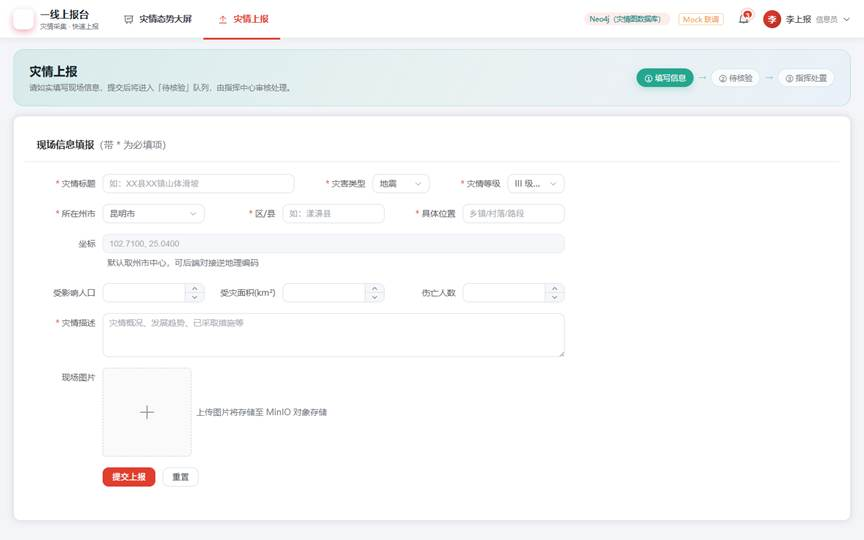 一线上报台
灾情采集 · 快速上报
灾情态势大屏
灾情上报
Neo4j（灾情图数据库）
Mock 联调
3
李
李上报
信息员
灾情上报
请如实填写现场信息，提交后将进入「待核验」队列，由指挥中心审核处置。
① 填写信息
→
② 待核验
→
③ 指挥处置
现场信息填报（带 * 为必填项）
* 灾情标题
如：XX县XX镇山体滑坡
* 灾害类型
地震
* 灾情等级
III 级...
* 所在州市
昆明市
* 区/县
如：漾濞县
* 具体位置
乡镇/村落/路段
坐标
102.7100, 25.0400
默认取州市中心，可后端对接逆地理编码
受影响人口
受灾面积(km²)
伤亡人数
* 灾情描述
灾情概况、发展趋势、已采取措施等
现场图片
上传图片将存储至 MinIO 对象存储
提交上报
重置